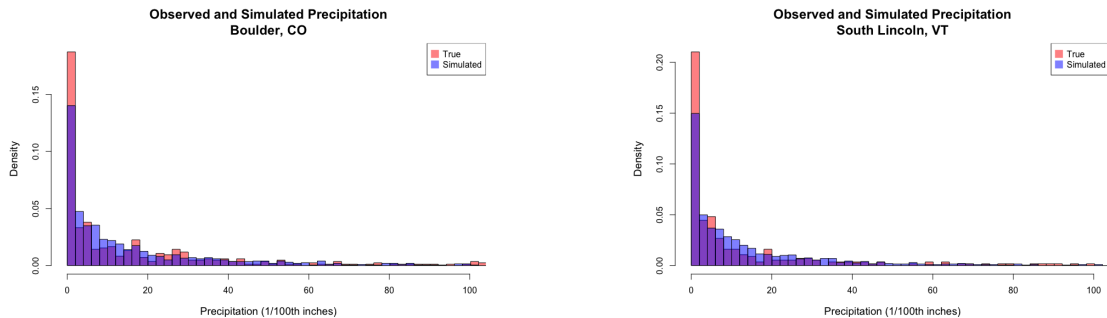 Observed and Simulated Precipitation
Boulder, CO
True
Simulated
Density
0.00
0.05
0.10
0.15
0
20
40
60
80
100
Precipitation (1/100th inches)
Observed and Simulated Precipitation
South Lincoln, VT
True
Simulated
Density
0.00
0.05
0.10
0.15
0.20
0
20
40
60
80
100
Precipitation (1/100th inches)